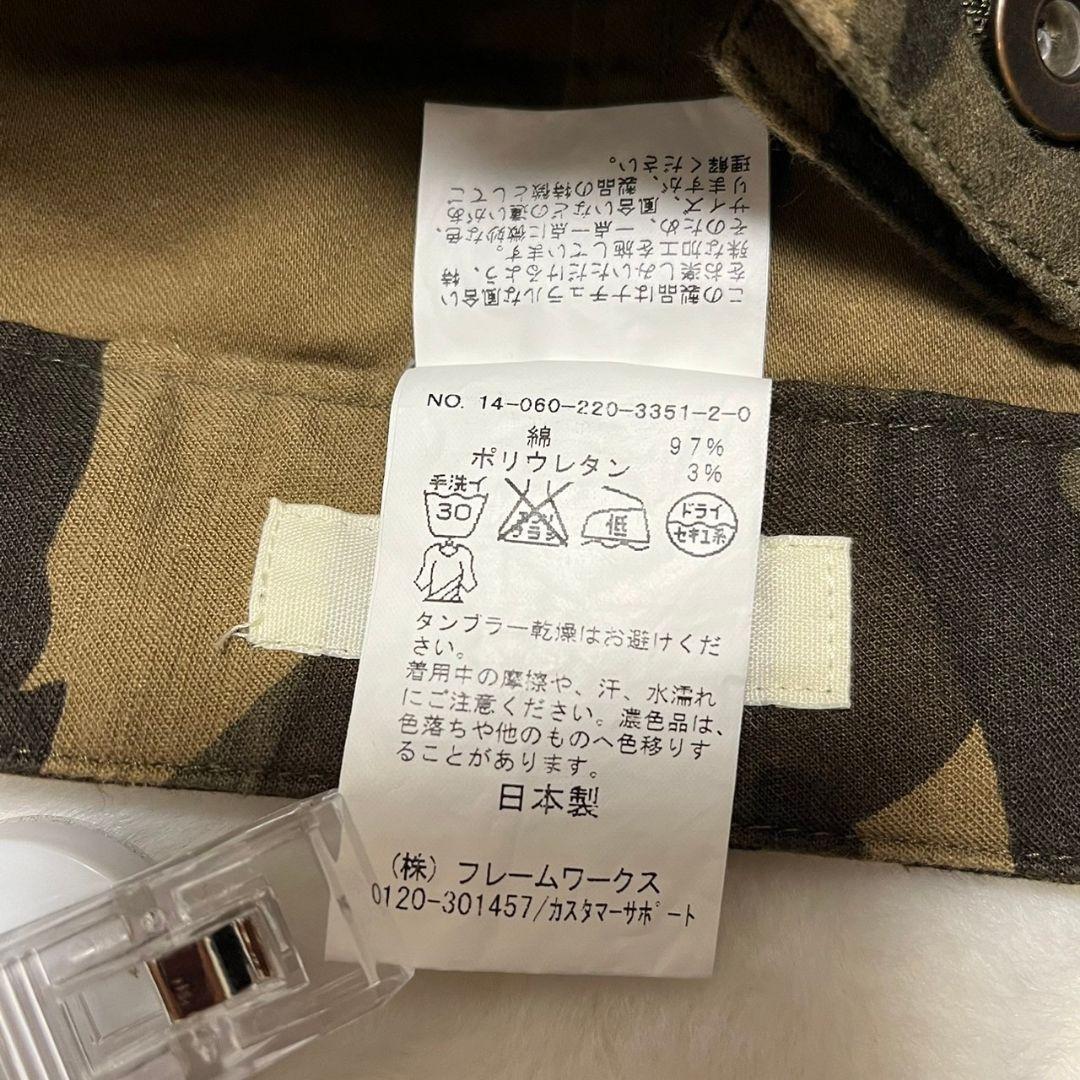 この製品はナチュラルな風合い
をお楽しみいただけるよう、特
殊な加工を施しています。
そのため、一点一点に微妙な色、
サイズ、風合いなどの違いがあ
りますが、製品の特徴としてご
理解ください。
NO. 14-060-220-3351-2-0
綿 97%
ポリウレタン 3%
手洗イ
30
エンソ
サラシ
低
ドライ
セキユ系
タンブラー乾燥はお避けくだ
さい。
着用中の摩擦や、汗、水濡れ
にご注意ください。濃色品は、
色落ちや他のものへ色移りす
ることがあります。
日本製
(株) フレームワークス
0120-301457/カスタマーサポート